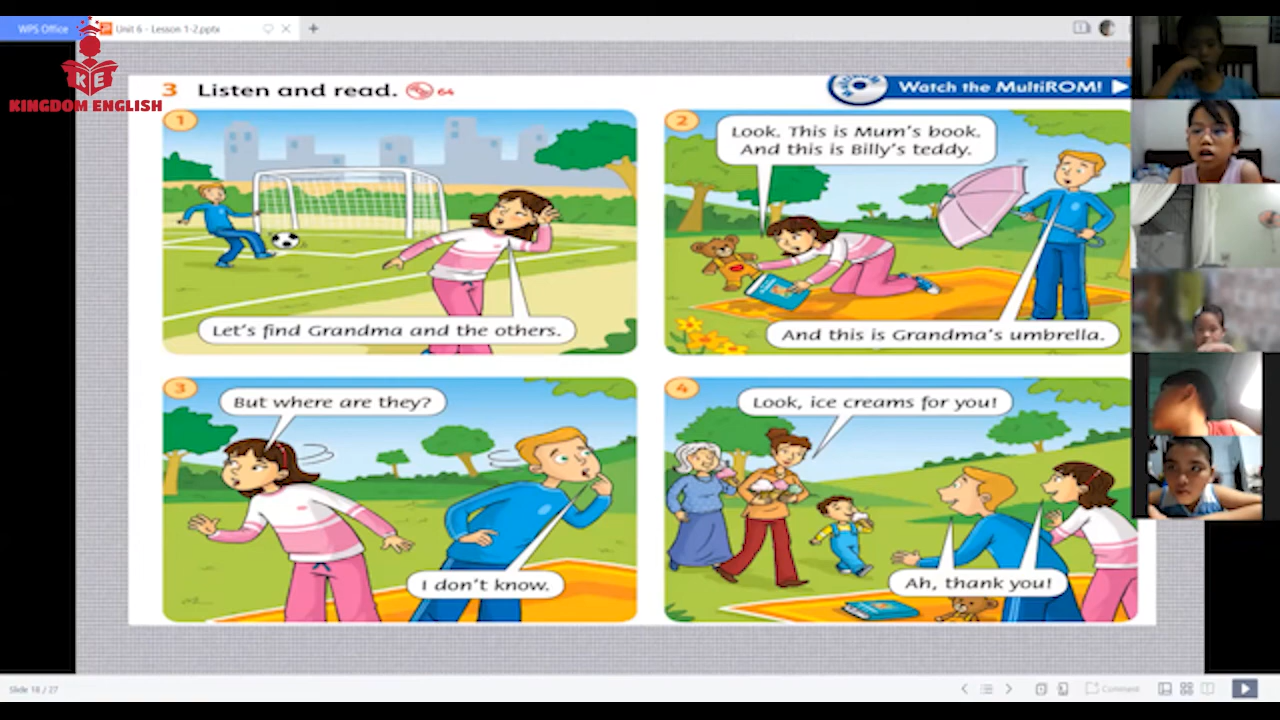 WPS Office
Unit 6 - Lesson 1-2.pptx
KE
KINGDOM ENGLISH
3 Listen and read. 64
Watch the MultiROM!
1
Let's find Grandma and the others.
2
Look. This is Mum's book.
And this is Billy's teddy.
And this is Grandma's umbrella.
3
But where are they?
I don't know.
4
Look, ice creams for you!
Ah, thank you!
Slide 18 / 27
Comment